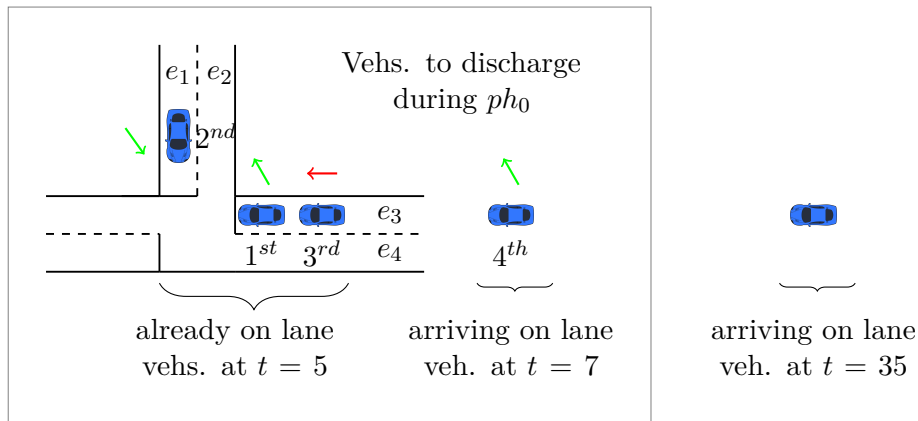 e₁ e₂
Vehs. to discharge
during ph₀
2ⁿᵈ
e₃
1ˢᵗ 3ʳᵈ e₄ 4ᵗʰ
already on lane
vehs. at t = 5
arriving on lane
veh. at t = 7
arriving on lane
veh. at t = 35